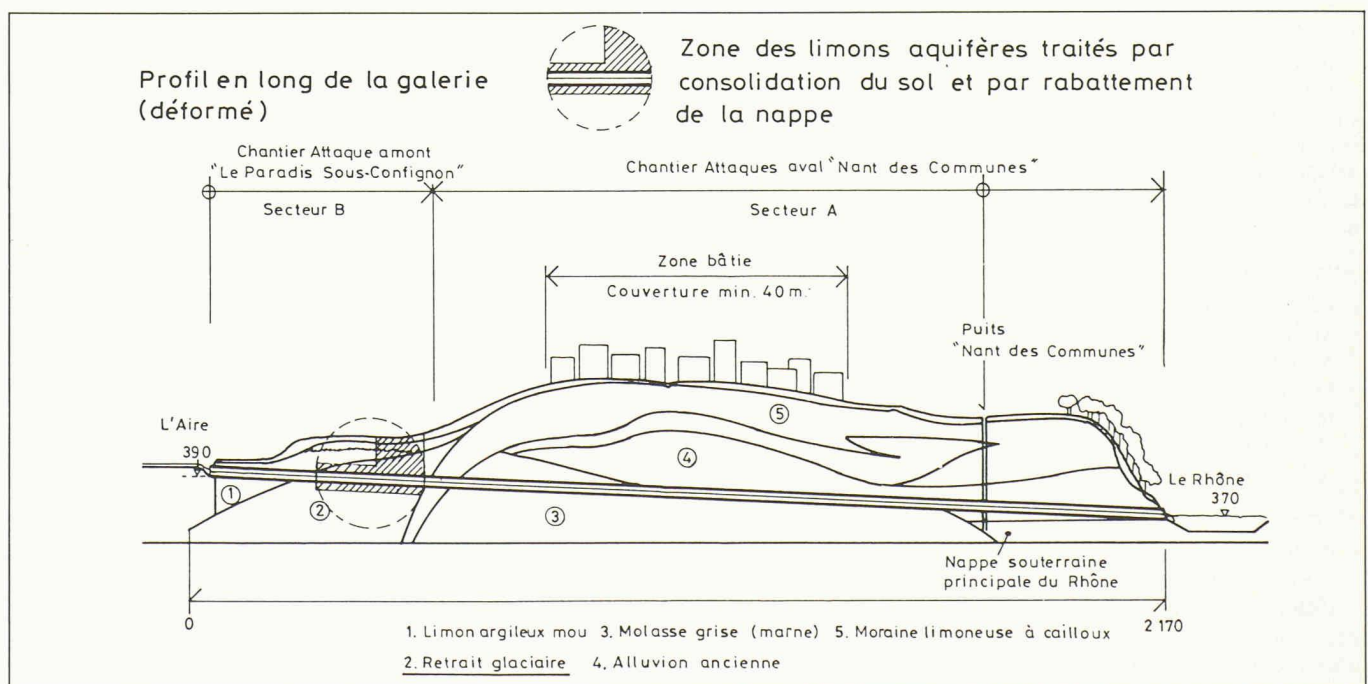 Profil en long de la galerie
(déformé)
Zone des limons aquifères traités par
consolidation du sol et par rabattement
de la nappe
Chantier Attaque amont
"Le Paradis Sous-Confignon"
Chantier Attaques aval "Nant des Communes"
Secteur B
Secteur A
Zone bâtie
Couverture min. 40 m.
Puits
"Nant des Communes"
L'Aire
390
5
4
Le Rhône
370
1
2
3
Nappe souterraine
principale du Rhône
0
2 170
1. Limon argileux mou 3. Molasse grise (marne) 5. Moraine limoneuse à cailloux
2. Retrait glaciaire 4. Alluvion ancienne